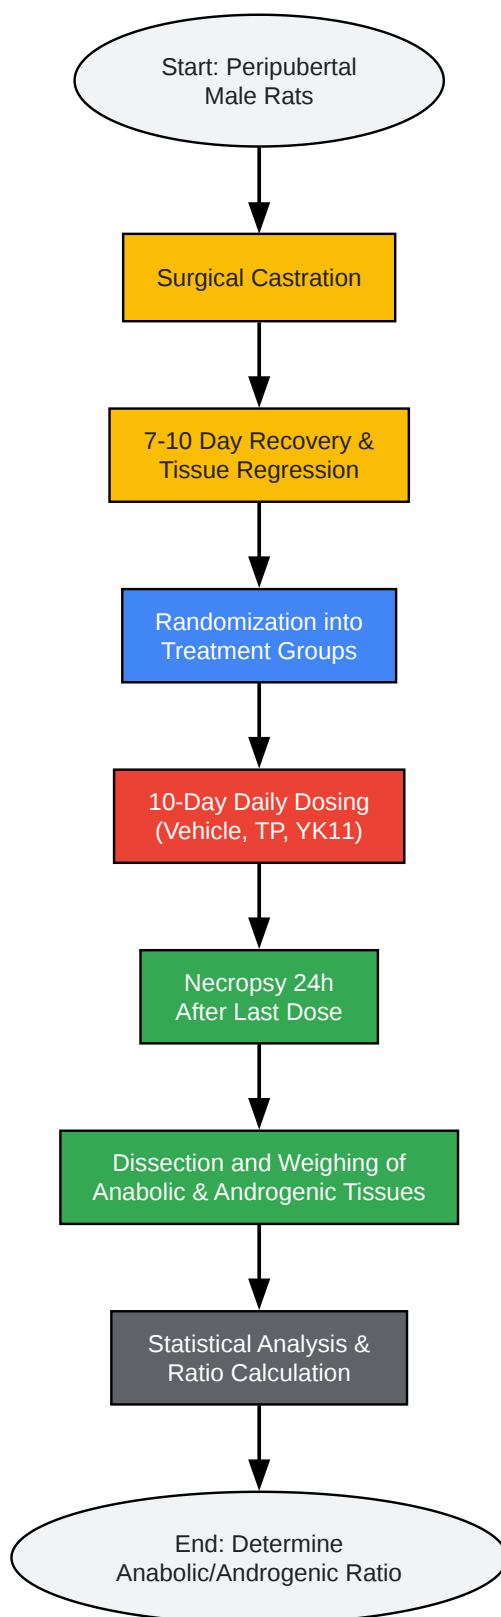 Start: Peripubertal
Male Rats
Surgical Castration
7-10 Day Recovery &
Tissue Regression
Randomization into
Treatment Groups
10-Day Daily Dosing
(Vehicle, TP, YK11)
Necropsy 24h
After Last Dose
Dissection and Weighing of
Anabolic & Androgenic Tissues
Statistical Analysis &
Ratio Calculation
End: Determine
Anabolic/Androgenic Ratio